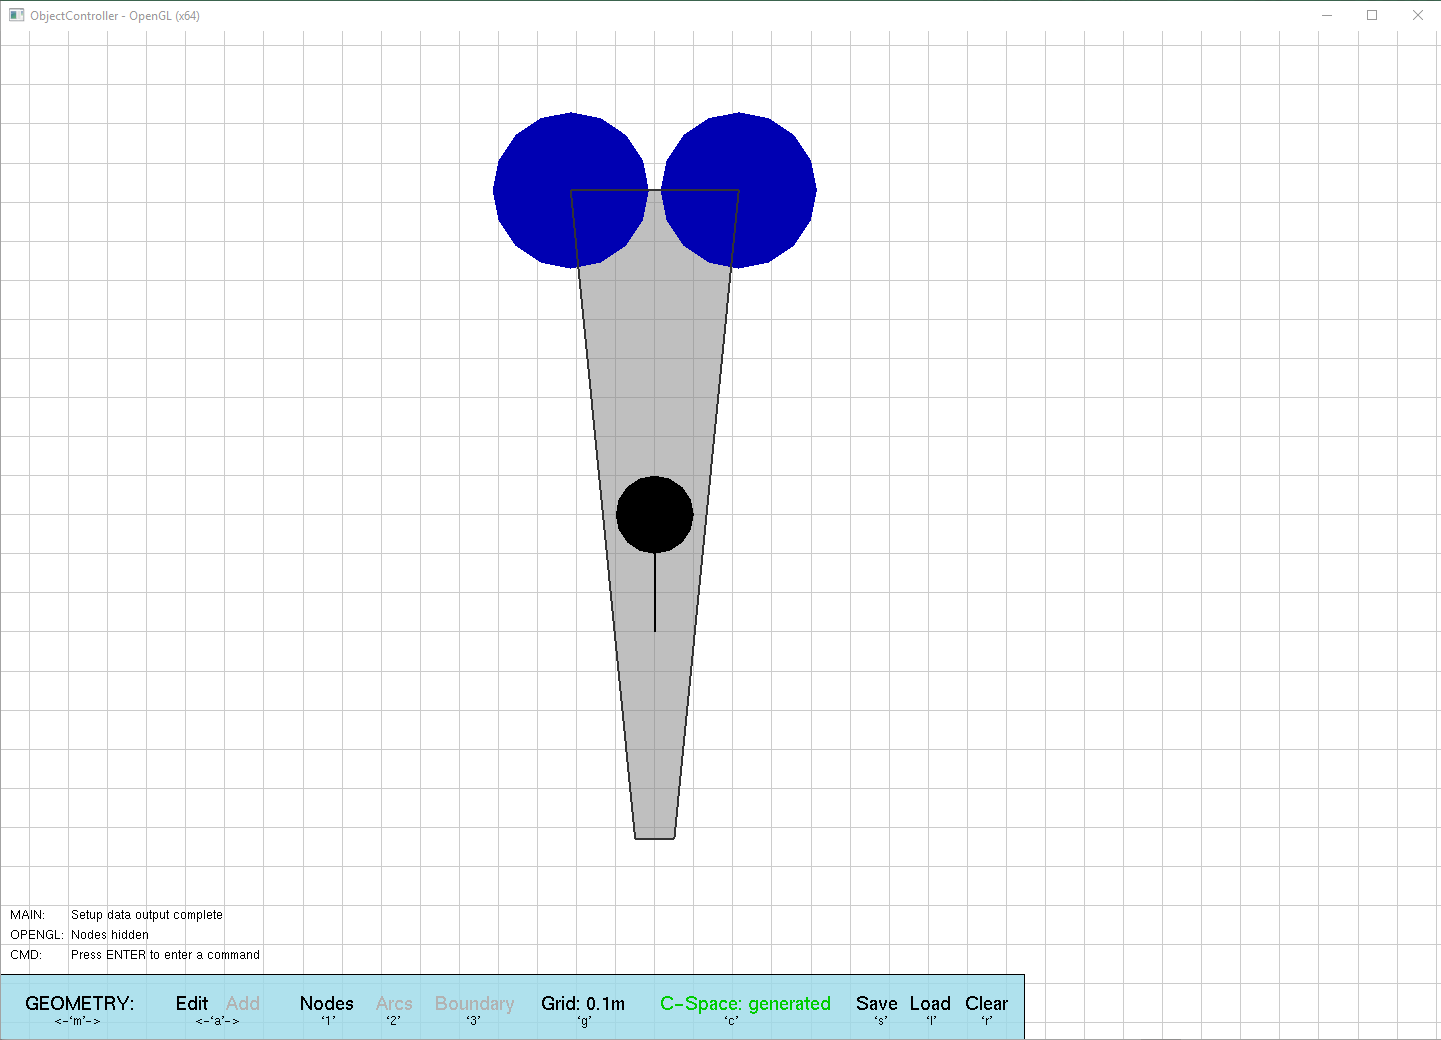 ObjectController - OpenGL (x64)
MAIN: Setup data output complete
OPENGL: Nodes hidden
CMD: Press ENTER to enter a command
GEOMETRY: Edit Add Nodes Arcs Boundary Grid: 0.1m C-Space: generated Save Load Clear
<-'m'-> <-'a'-> '1' '2' '3' 'g' 'c' 's' 'l' 'r'